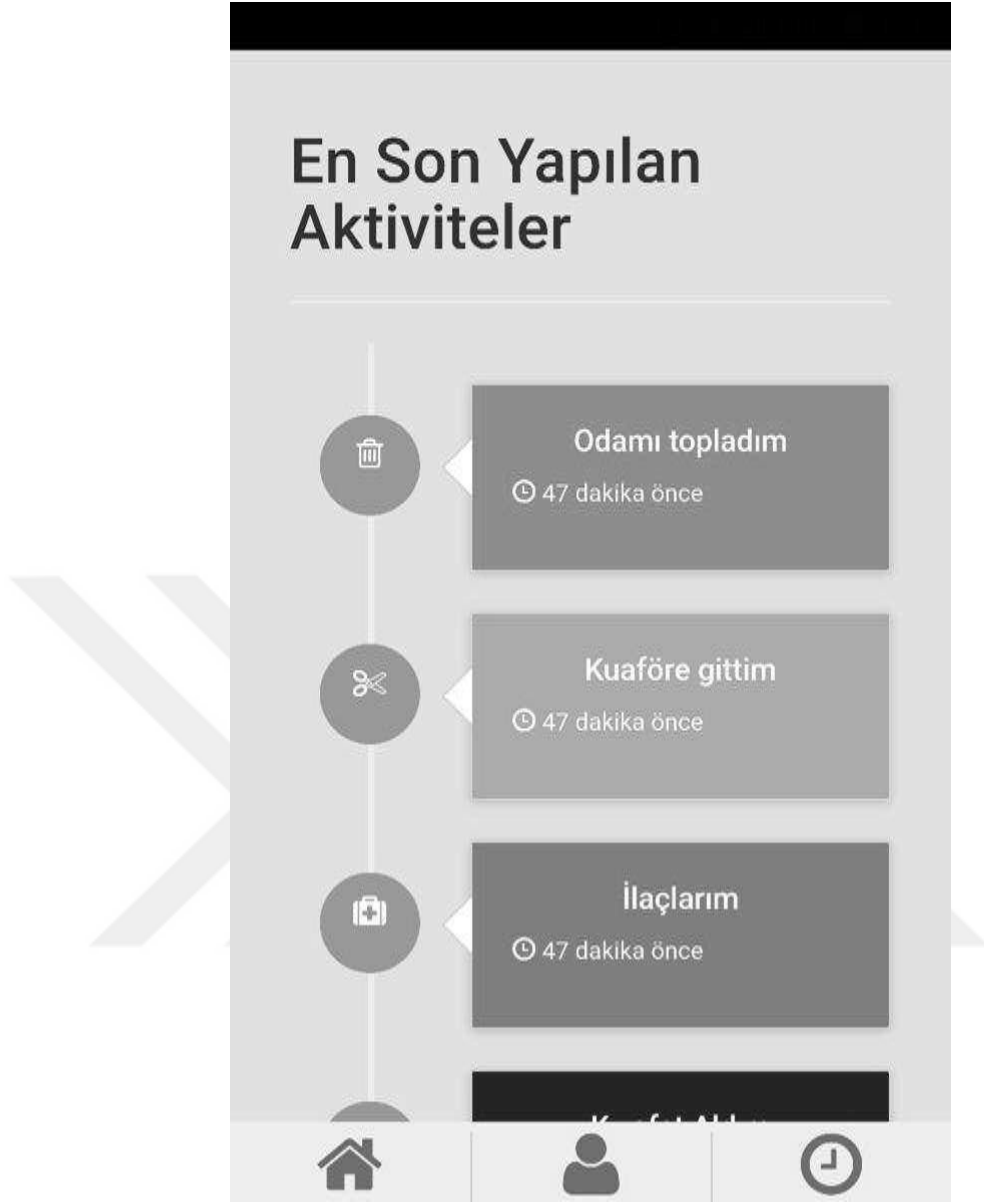 En Son Yapılan
Aktiviteler
Odamı topladım
47 dakika önce
Kuaföre gittim
47 dakika önce
İlaçlarım
47 dakika önce